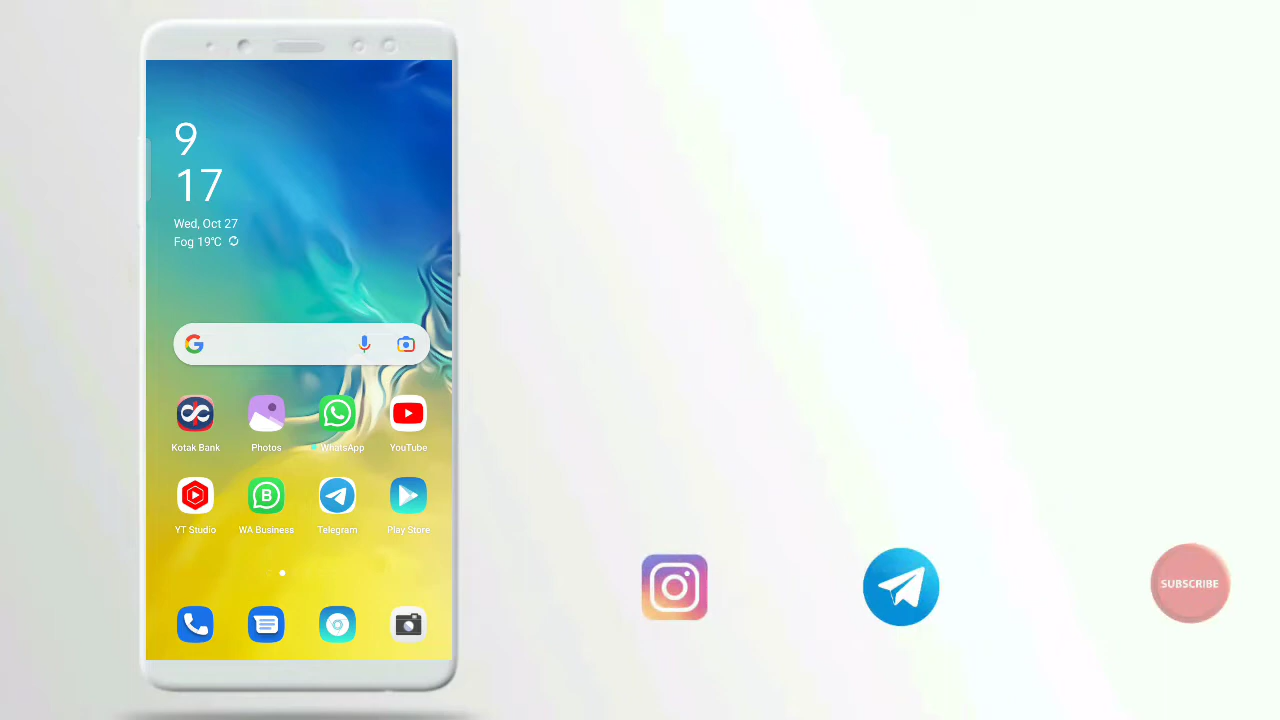 9
17
Wed, Oct 27
Fog 19°C
Kotak Bank
Photos
WhatsApp
YouTube
YT Studio
WA Business
Telegram
Play Store
SUBSCRIBE